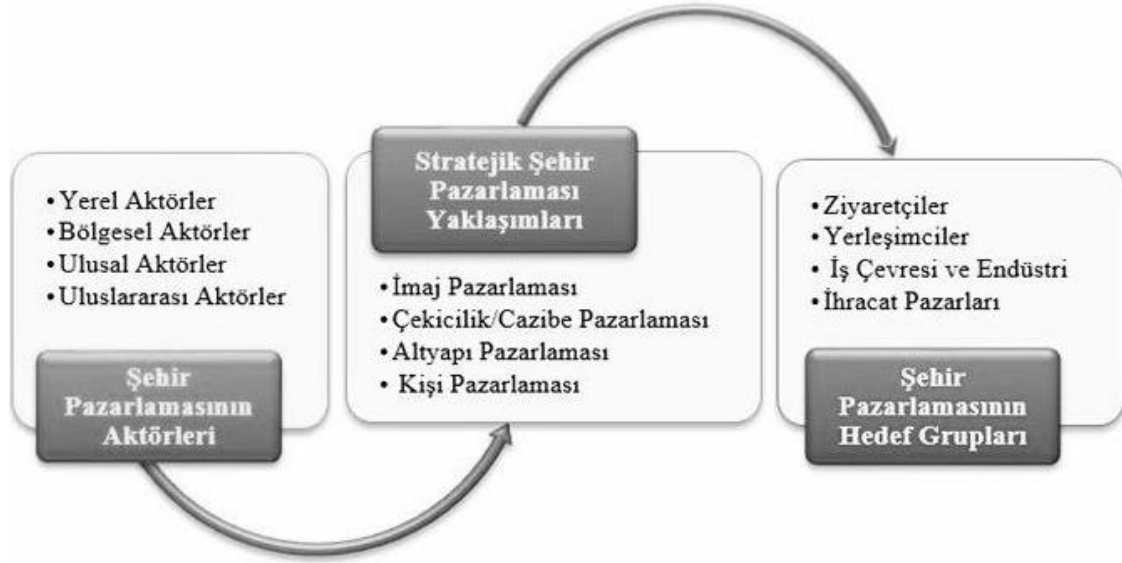 • Yerel Aktörler
• Bölgesel Aktörler
• Ulusal Aktörler
• Uluslararası Aktörler
Şehir
Pazarlamasının
Aktörleri
Stratejik Şehir
Pazarlaması
Yaklaşımları
• İmaj Pazarlaması
• Çekicilik/Cazibe Pazarlaması
• Altyapı Pazarlaması
• Kişi Pazarlaması
• Ziyaretçiler
• Yerleşimciler
• İş Çevresi ve Endüstri
• İhracat Pazarları
Şehir
Pazarlamasının
Hedef Grupları